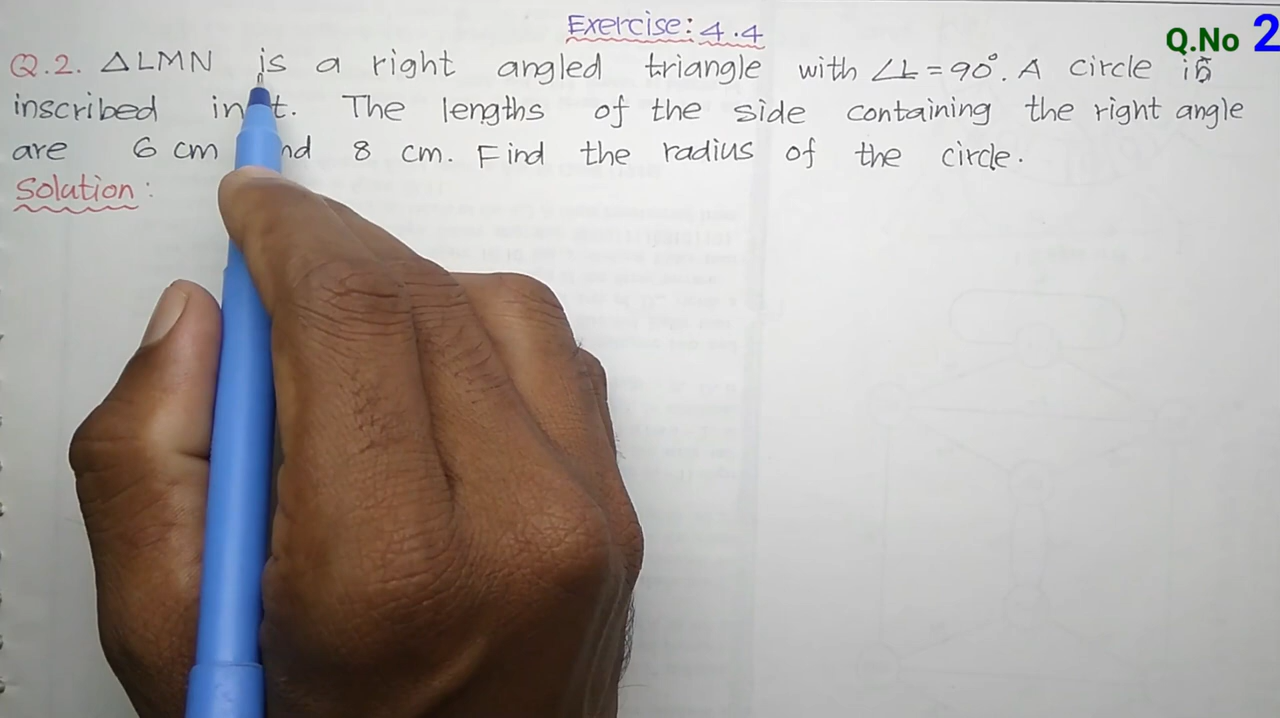 Exercise: 4.4
Q.No 2
Q.2. △LMN is a right angled triangle with ∠L = 90°. A circle is
inscribed in t. The lengths of the side containing the right angle
are 6 cm nd 8 cm. Find the radius of the circle.
Solution :